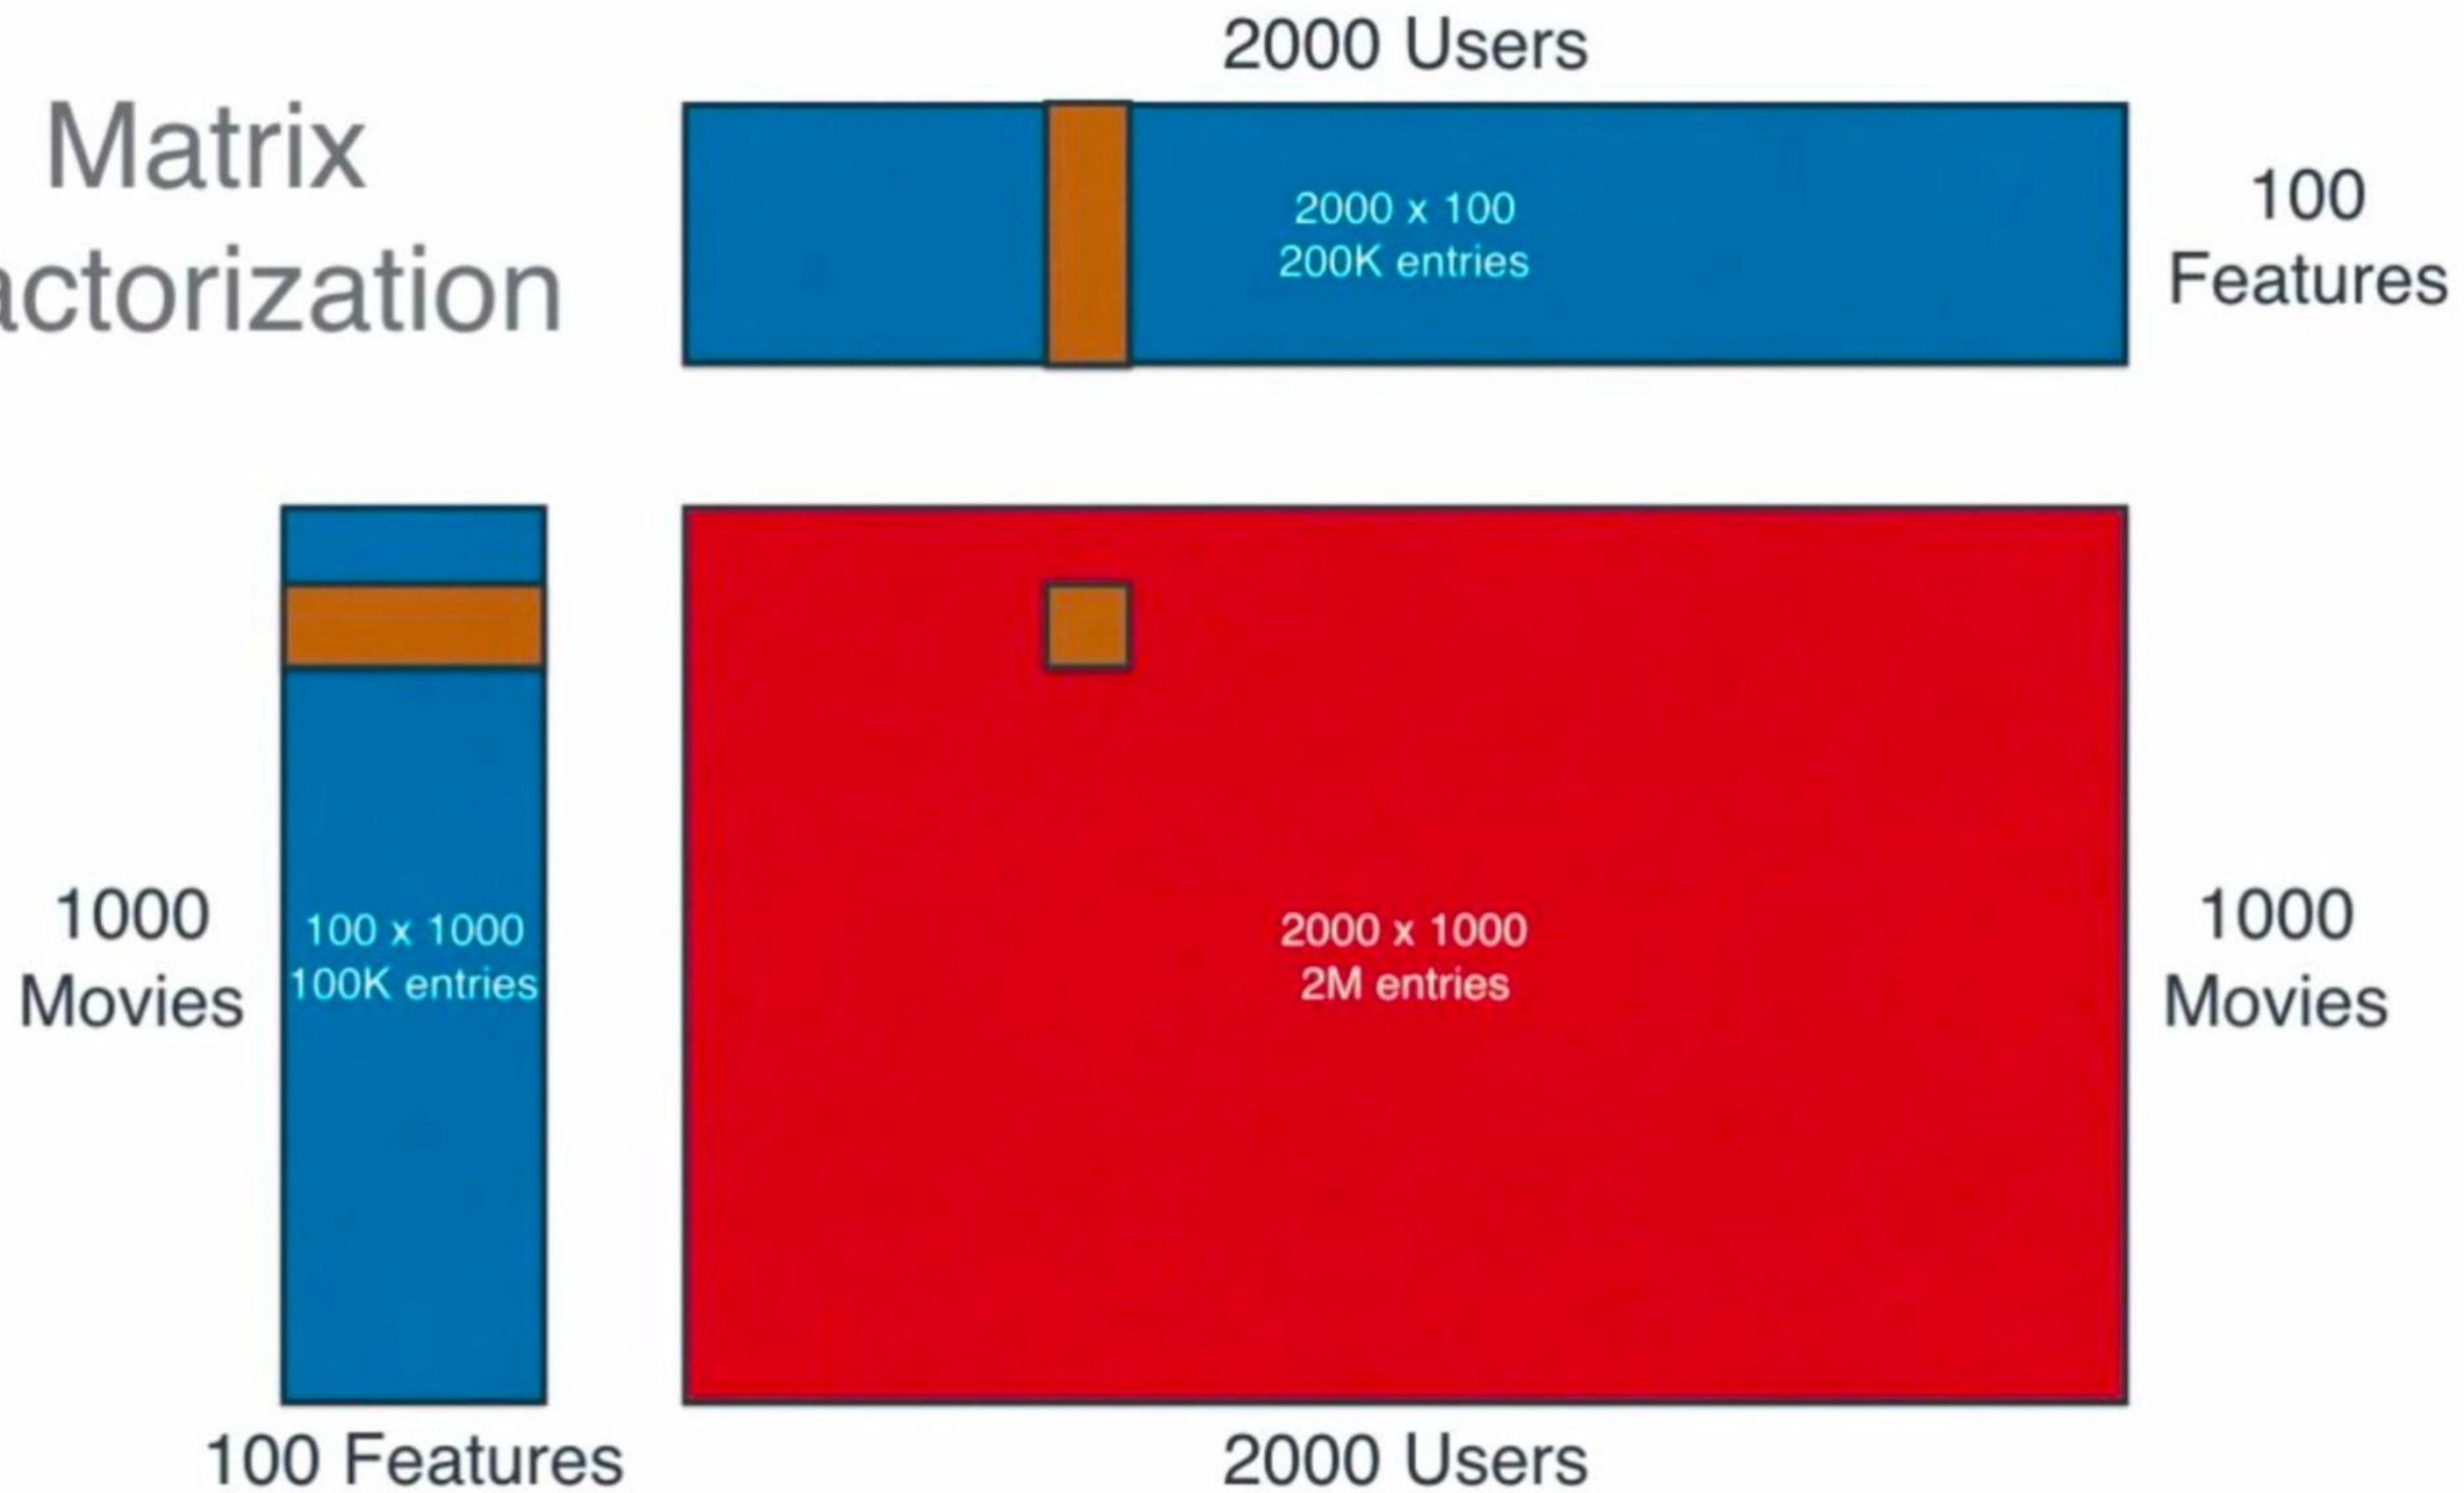 2000 Users
Matrix
actorization
2000 x 100
200K entries
100
Features
1000
Movies
100 x 1000
100K entries
2000 x 1000
2M entries
1000
Movies
100 Features
2000 Users